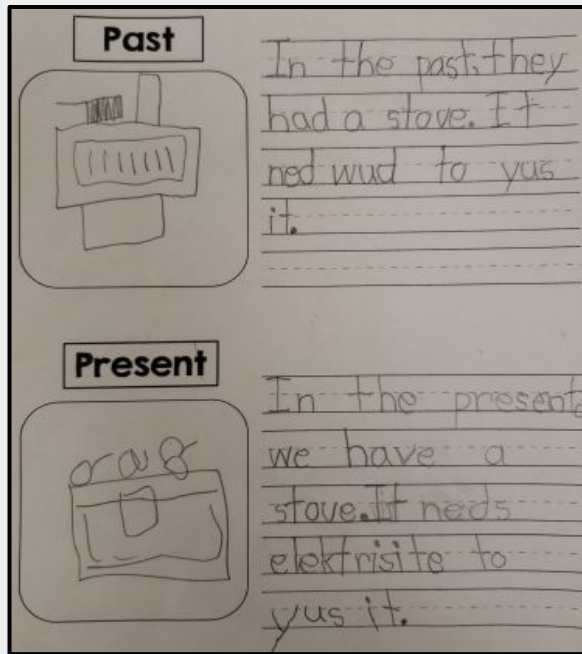 Past
In the past, they
had a stove. It
ned wud to yus
it.
Present
In the present,
we have a
stove. It neds
elektrisite to
yus it.